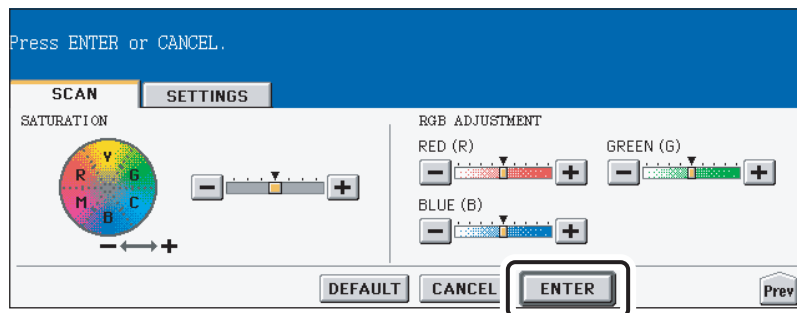 Press ENTER or CANCEL.
SCAN SETTINGS
SATURATION
Y
R G
M C
B
- +
- +
RGB ADJUSTMENT
RED (R) GREEN (G)
- + - +
BLUE (B)
- +
DEFAULT CANCEL ENTER Prev